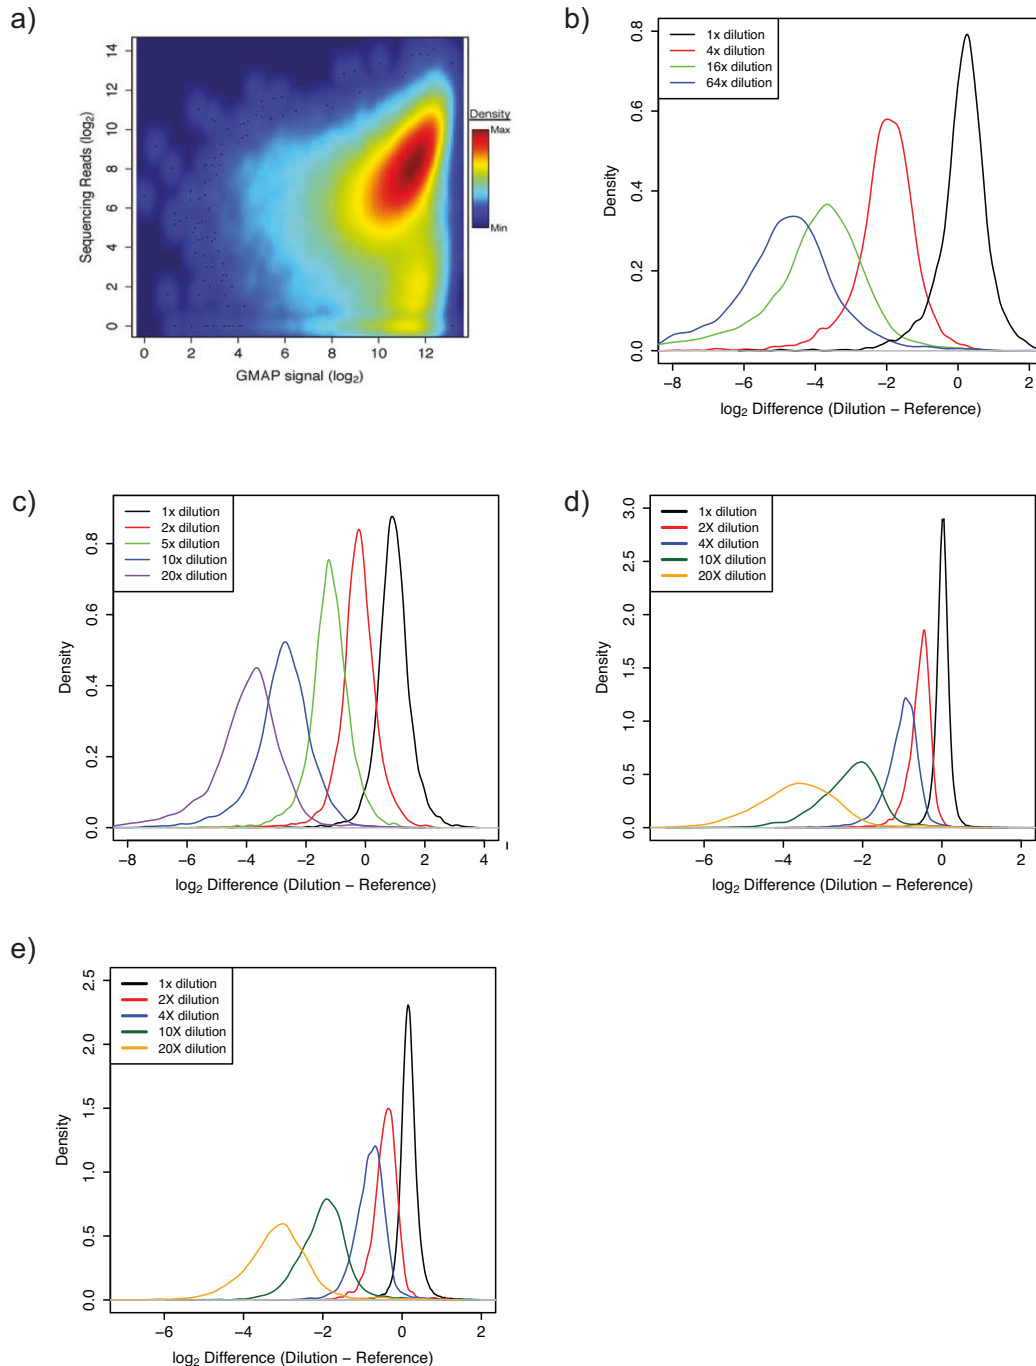 a)
Sequencing Reads (log2)
14
12
10
8
6
4
2
0
0 2 4 6 8 10 12
GMAP signal (log2)
Density
Max
Min
b)
1x dilution
4x dilution
16x dilution
64x dilution
Density
0.8
0.6
0.4
0.2
0.0
−8 −6 −4 −2 0 2
log2 Difference (Dilution − Reference)
c)
1x dilution
2x dilution
5x dilution
10x dilution
20x dilution
Density
0.8
0.6
0.4
0.2
0.0
−8 −6 −4 −2 0 2 4
log2 Difference (Dilution − Reference)
d)
1x dilution
2X dilution
4X dilution
10X dilution
20X dilution
Density
3.0
2.5
2.0
1.5
1.0
0.5
0.0
−6 −4 −2 0 2
log2 Difference (Dilution − Reference)
e)
1x dilution
2X dilution
4X dilution
10X dilution
20X dilution
Density
2.5
2.0
1.5
1.0
0.5
0.0
−6 −4 −2 0 2
log2 Difference (Dilution − Reference)